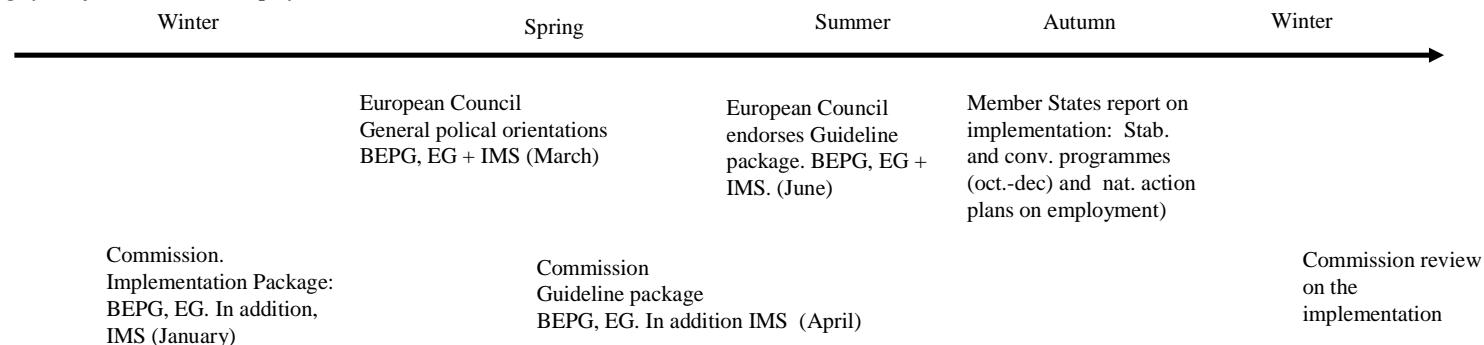 Winter
Spring
Summer
Autumn
Winter
European Council
General polical orientations
BEPG, EG + IMS (March)
European Council
endorses Guideline
package. BEPG, EG +
IMS. (June)
Member States report on
implementation: Stab.
and conv. programmes
(oct.-dec) and nat. action
plans on employment)
Commission.
Implementation Package:
BEPG, EG. In addition,
IMS (January)
Commission
Guideline package
BEPG, EG. In addition IMS (April)
Commission review
on the
implementation